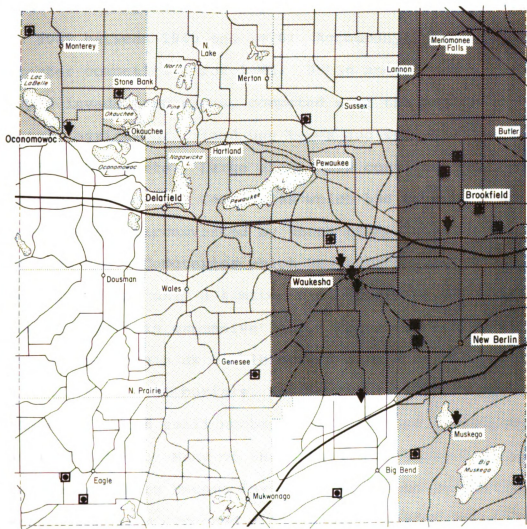 Monterey
N
Lake
Menomonee
Falls
North
L
Lannon
Lac
LaBelle
Stone Bank
Merton
Okauchee
L
Pine
L
Sussex
Oconomowoc
Okauchee
Butler
Oconomowoc
L
Nagawicka
Hartland
Pewaukee
Delafield
Pewaukee
Brookfield
Dousman
Wales
Waukesha
New Berlin
Genesee
N. Prairie
Muskego
Eagle
Big Bend
Big
Muskego
Mukwonago